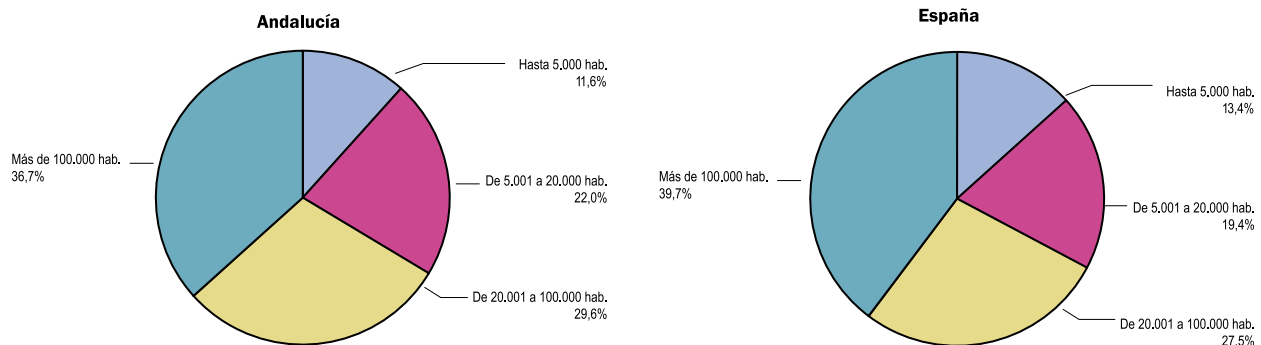 Andalucía
Hasta 5.000 hab.
11,6%
De 5.001 a 20.000 hab.
22,0%
De 20.001 a 100.000 hab.
29,6%
Más de 100.000 hab.
36,7%
España
Hasta 5.000 hab.
13,4%
De 5.001 a 20.000 hab.
19,4%
De 20.001 a 100.000 hab.
27,5%
Más de 100.000 hab.
39,7%